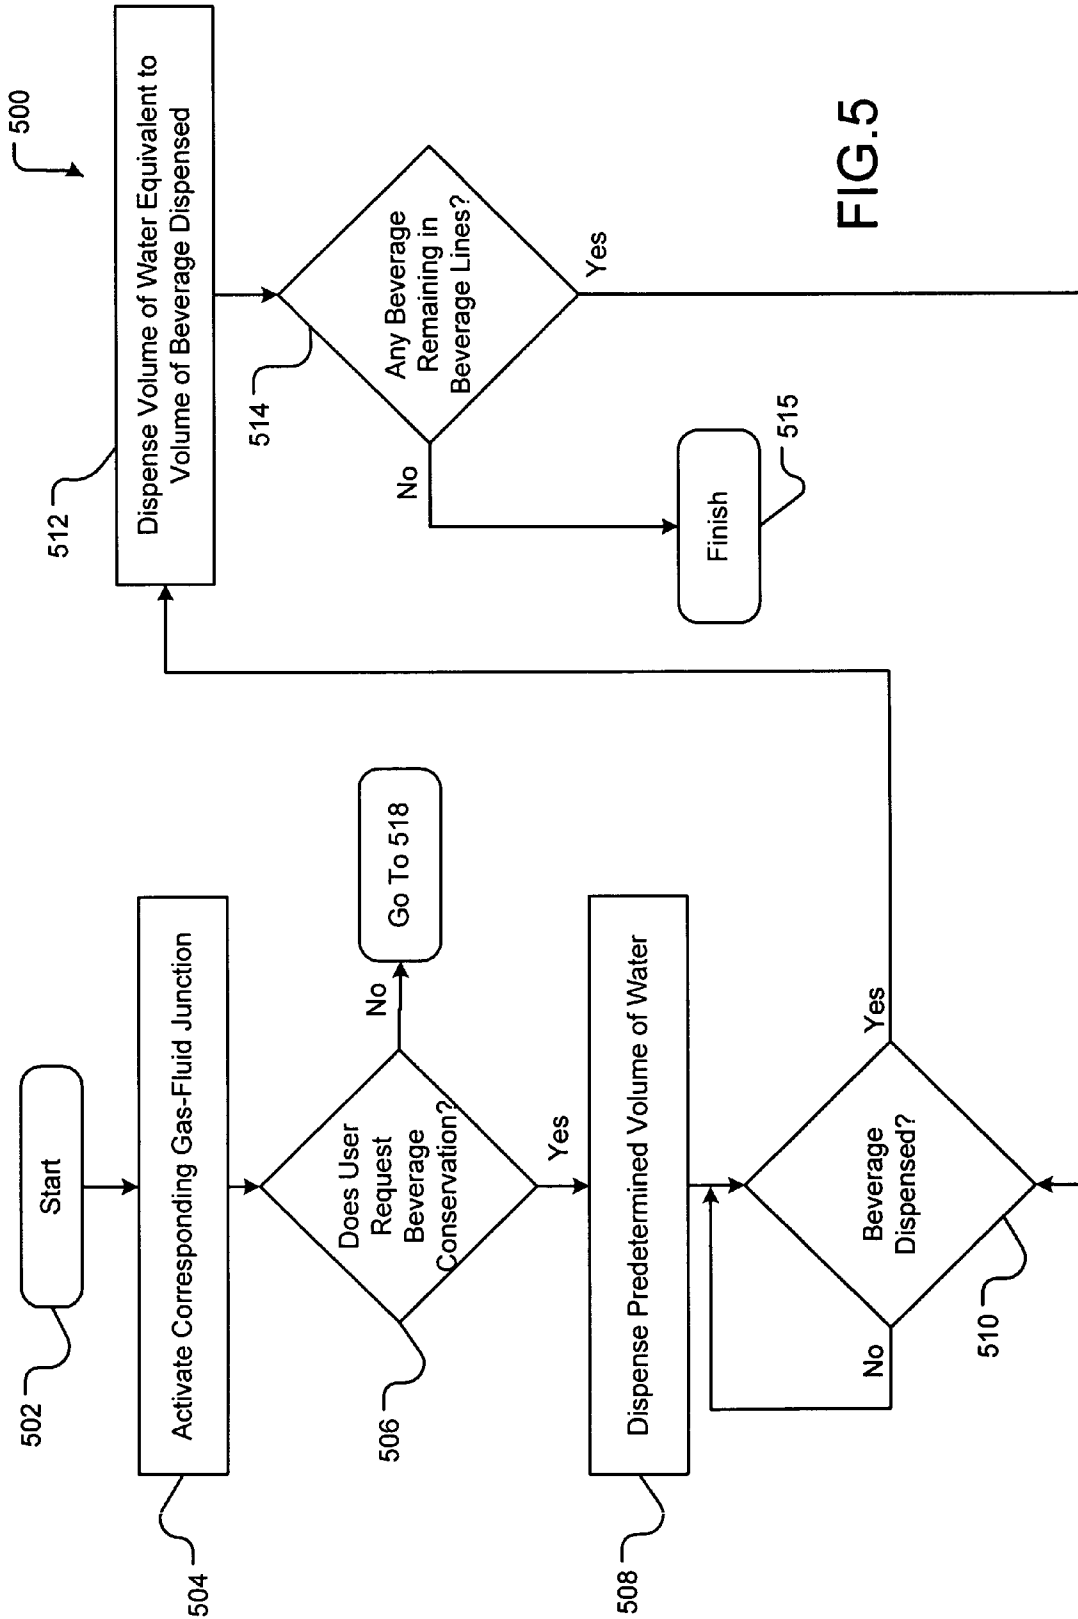 500
502
Start
504
Activate Corresponding Gas-Fluid Junction
506
Does User
Request
Beverage
Conservation?
No
Go To 518
Yes
508
Dispense Predetermined Volume of Water
Beverage
Dispensed?
No
510
Yes
512
Dispense Volume of Water Equivalent to
Volume of Beverage Dispensed
514
Any Beverage
Remaining in
Beverage Lines?
No
Finish
515
Yes
FIG.5